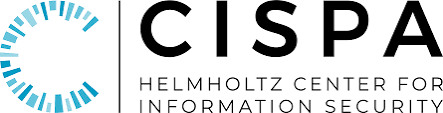 CISPA
HELMHOLTZ CENTER FOR
INFORMATION SECURITY